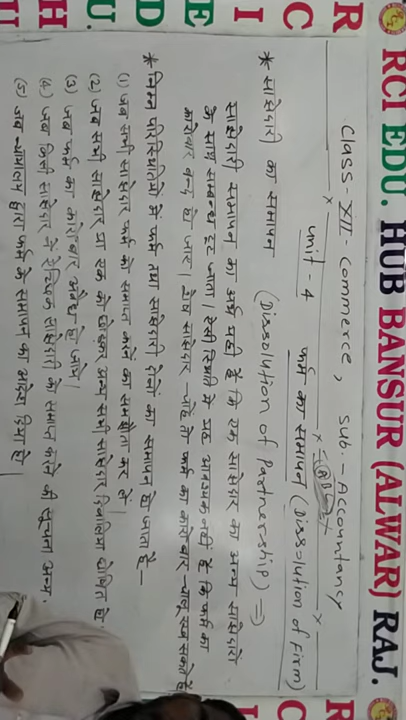 RCI EDU. HUB BANSUR (ALWAR) RAJ.
Class-XII-Commerce, Sub.-Accountancy
Unit-4 फर्म का समापन (Dissolution of Firm)
* साझेदारी का समापन (Dissolution of Partnership) ⇒
साझेदारी समापन का अर्थ यही है कि एक साझेदार का अन्य साझेदारों
के साथ सम्बन्ध टूट जाना। ऐसी स्थिति में यह आवश्यक नहीं है कि फर्म का
कारोबार बन्द हो जाए। शेष साझेदार चाहे तो फर्म का कारोबार चालू रख सकते हैं
* निम्न परिस्थितियों में फर्म तथा साझेदारी दोनों का समापन हो जाता है—
(1) जब सभी साझेदार फर्म को समाप्त करने का समझौता कर लें।
(2) जब सभी साझेदार या एक को छोड़कर अन्य सभी साझेदार दिवालिया घोषित हो
(3) जब फर्म का कारोबार अवैध हो जाये।
(4) जब किसी साझेदार ने ऐच्छिक साझेदारी को समाप्त करने की सूचना अन्य
(5) जब न्यायालय द्वारा फर्म के समापन का आदेश दिया हो।
R
C
I
E
D
U.
H
U
R
C